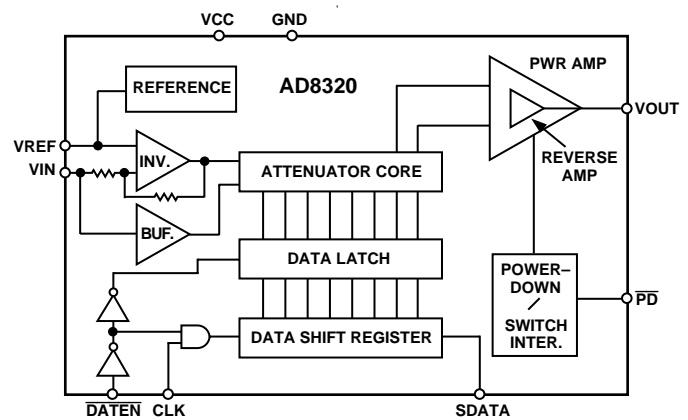 VCC
GND
PWR AMP
REFERENCE
AD8320
VOUT
VREF
INV.
REVERSE
AMP
VIN
ATTENUATOR CORE
BUF.
DATA LATCH
POWER–
DOWN
/
SWITCH
INTER.
PD
DATA SHIFT REGISTER
DATEN
CLK
SDATA